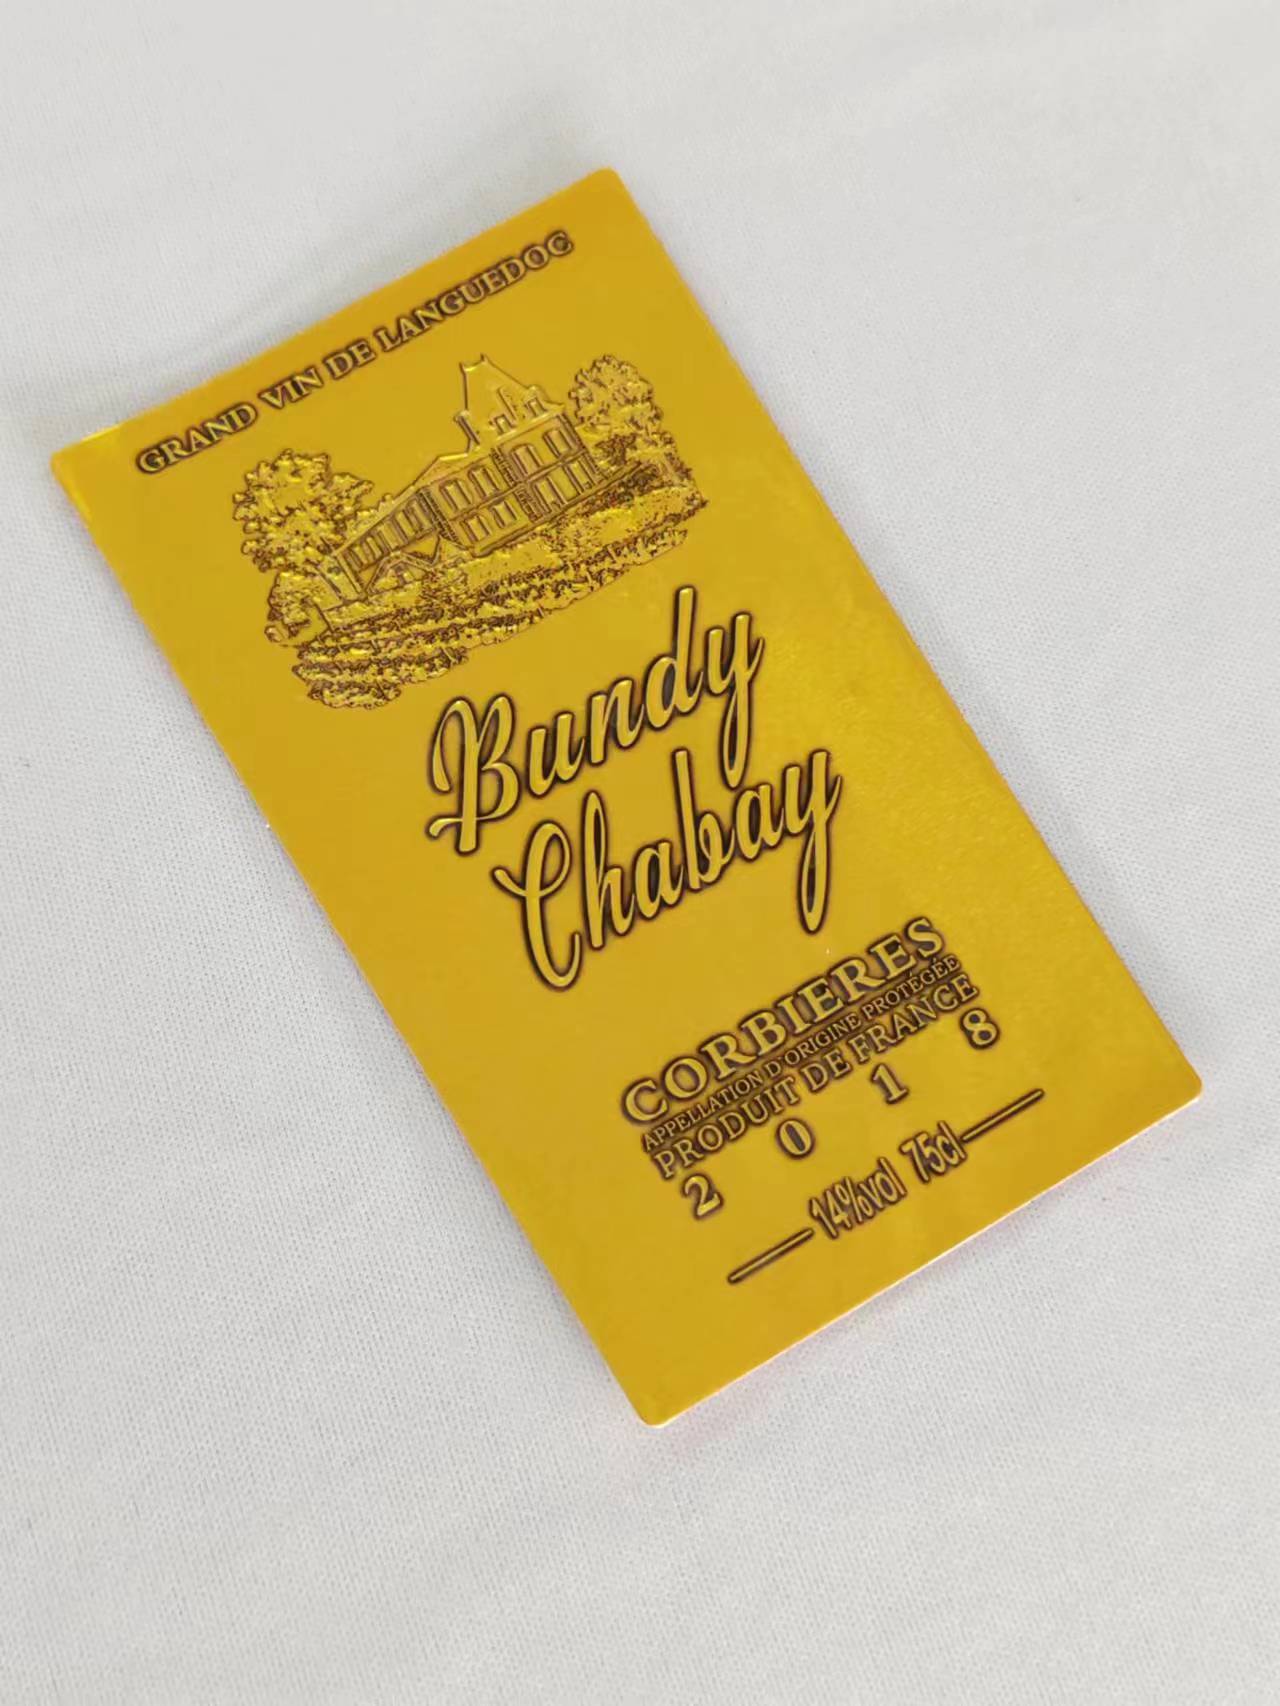 GRAND VIN DE LANGUEDOC
Bundy
Chabay
CORBIERES
APPELLATION D'ORIGINE PROTÉGÉE
PRODUIT DE FRANCE
2 0 1 8
14%vol 75cl